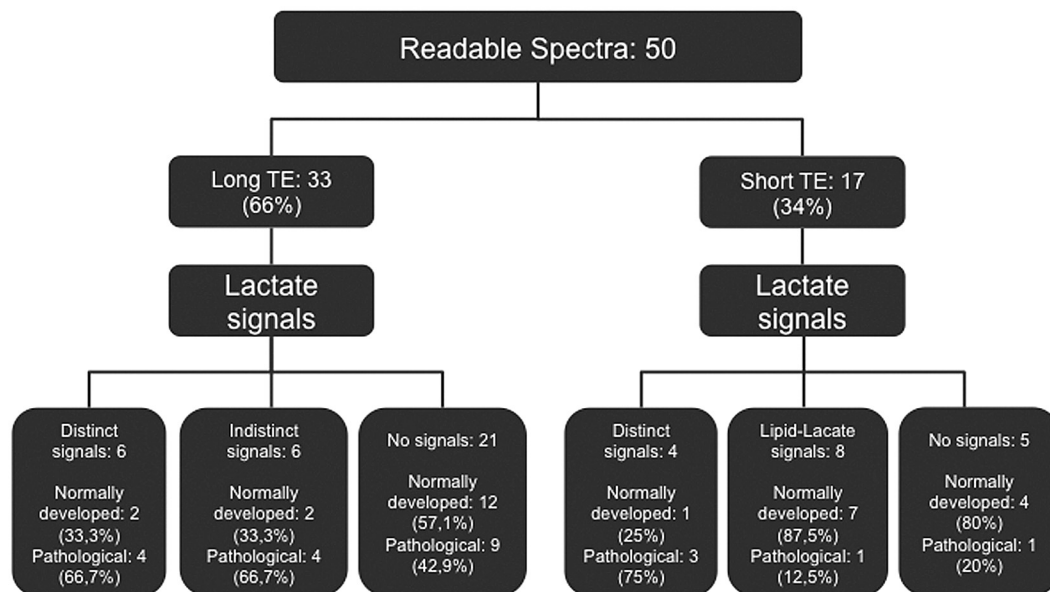 Readable Spectra: 50
Long TE: 33
(66%)
Short TE: 17
(34%)
Lactate
signals
Lactate
signals
Distinct
signals: 6
Normally
developed: 2
(33,3%)
Pathological: 4
(66,7%)
Indistinct
signals: 6
Normally
developed: 2
(33,3%)
Pathological: 4
(66,7%)
No signals: 21
Normally
developed: 12
(57,1%)
Pathological: 9
(42,9%)
Distinct
signals: 4
Normally
developed: 1
(25%)
Pathological: 3
(75%)
Lipid-Lacate
signals: 8
Normally
developed: 7
(87,5%)
Pathological: 1
(12,5%)
No signals: 5
Normally
developed: 4
(80%)
Pathological: 1
(20%)